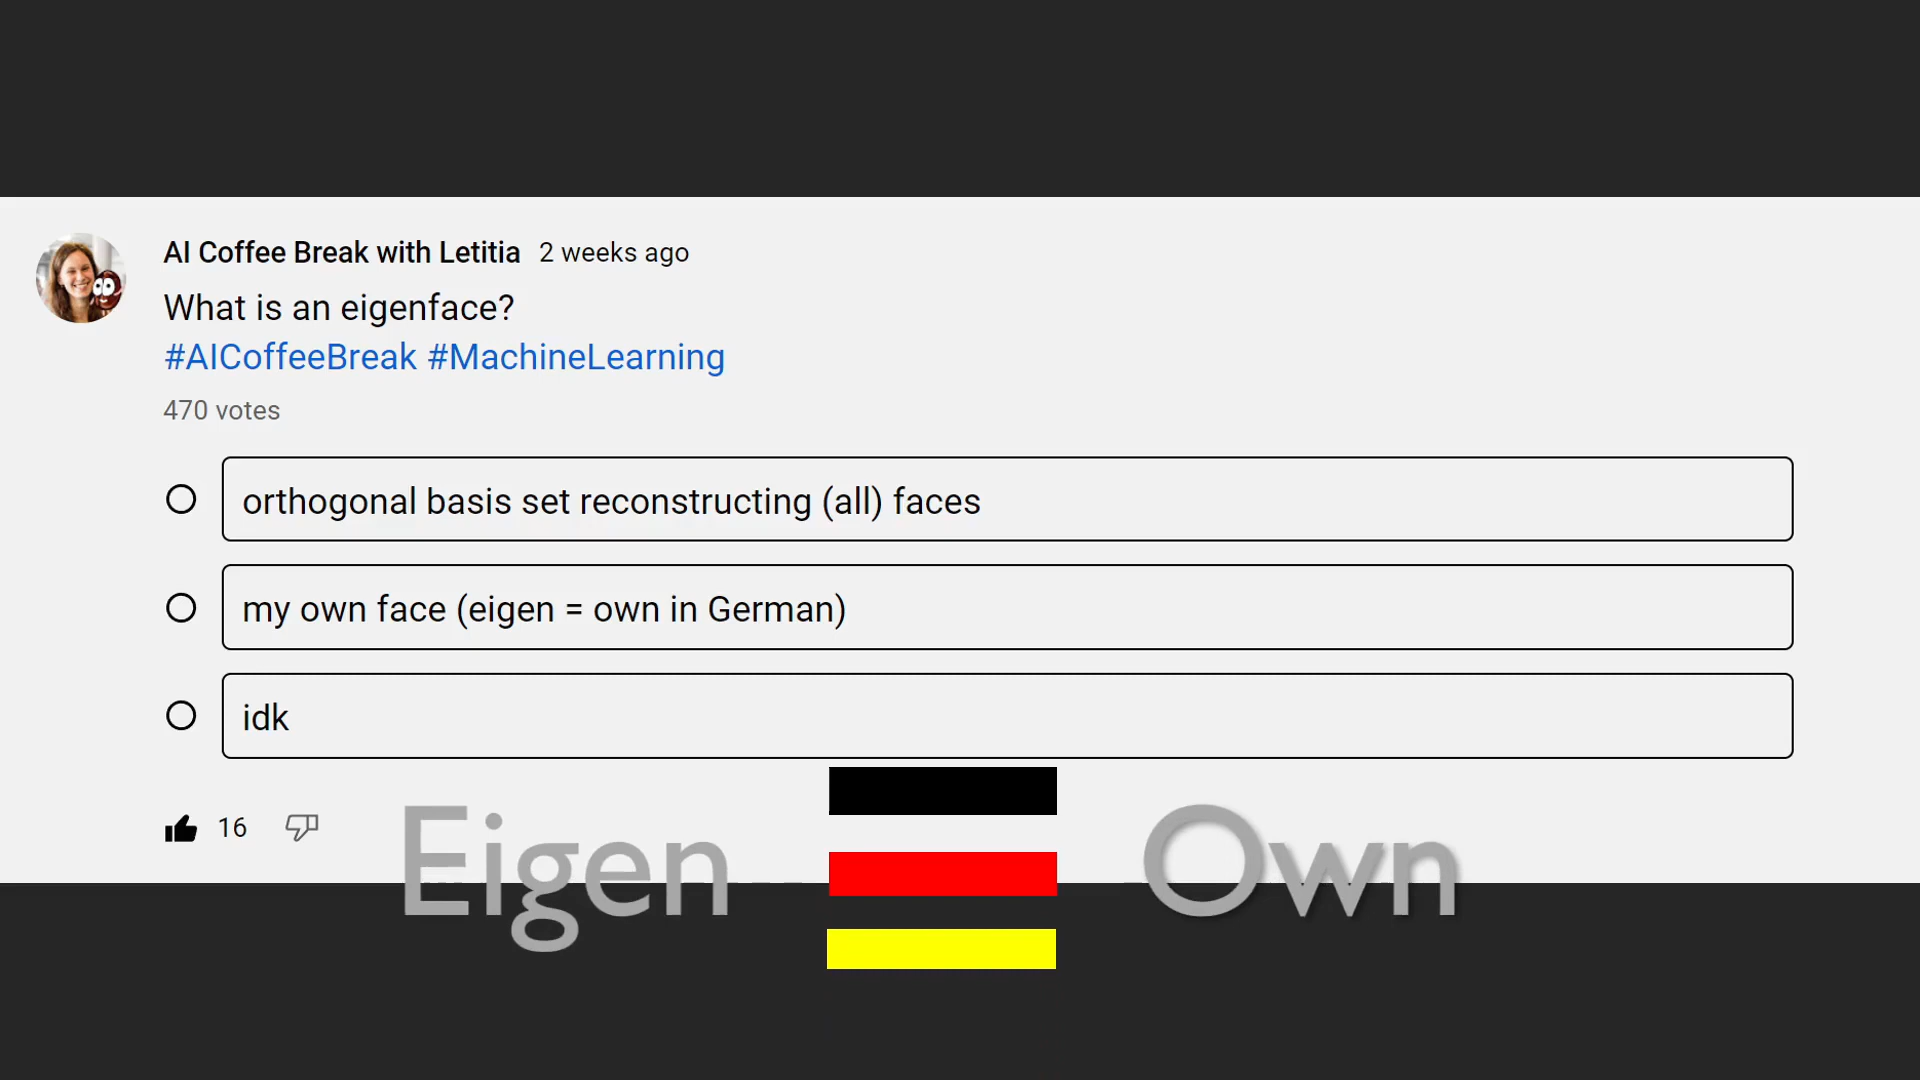 AI Coffee Break with Letitia 2 weeks ago
What is an eigenface?
#AICoffeeBreak #MachineLearning
470 votes
orthogonal basis set reconstructing (all) faces
my own face (eigen = own in German)
idk
16
Eigen Own